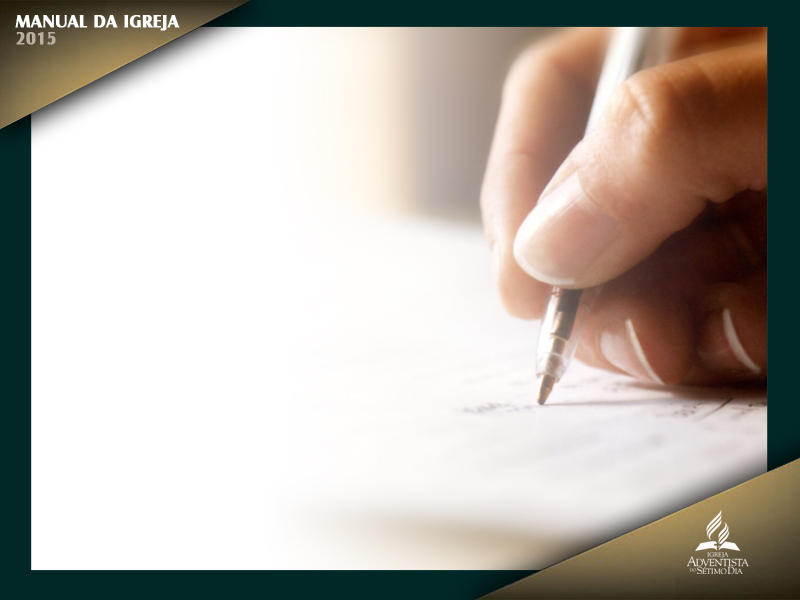 MANUAL DA IGREJA
2015
IGREJA
ADVENTISTA
DO SÉTIMO DIA